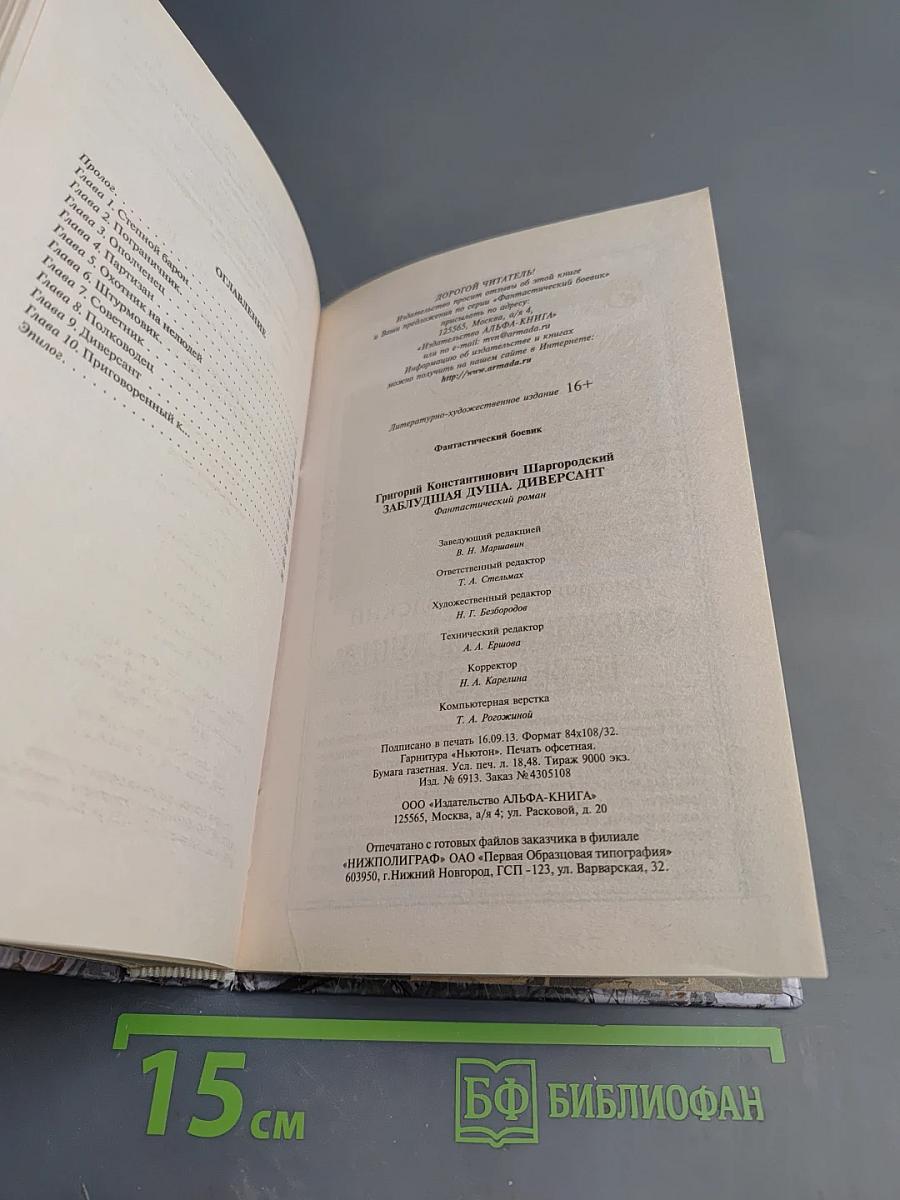 ОГЛАВЛЕНИЕ
Пролог.
Глава 1. Степной барон
Глава 2. Пограничник
Глава 3. Ополченец
Глава 4. Партизан
Глава 5. Охотник на нелюдей
Глава 6. Штурмовик
Глава 7. Советник
Глава 8. Полководец
Глава 9. Диверсант
Глава 10. Приговоренный к...
Эпилог.
ДОРОГОЙ ЧИТАТЕЛЬ!
Издательство просит отзывы об этой книге
и Ваши предложения по серии «Фантастический боевик»
присылать по адресу:
125565, Москва, а/я 4,
«Издательство АЛЬФА-КНИГА»
или по e-mail: mvn@armada.ru
Информацию об издательстве и книгах
можно получить на нашем сайте в Интернете:
http://www.armada.ru
Литературно-художественное издание 16+
Фантастический боевик
Григорий Константинович Шаргородский
ЗАБЛУДШАЯ ДУША. ДИВЕРСАНТ
Фантастический роман
Заведующий редакцией
В. Н. Маршавин
Ответственный редактор
Т. А. Стельмах
Художественный редактор
Н. Г. Безбородов
Технический редактор
А. А. Ершова
Корректор
Н. А. Карелина
Компьютерная верстка
Т. А. Рогожиной
Подписано в печать 16.09.13. Формат 84x108/32.
Гарнитура «Ньютон». Печать офсетная.
Бумага газетная. Усл. печ. л. 18,48. Тираж 9000 экз.
Изд. № 6913. Заказ № 4305108
ООО «Издательство АЛЬФА-КНИГА»
125565, Москва, а/я 4; ул. Расковой, д. 20
Отпечатано с готовых файлов заказчика в филиале
«НИЖПОЛИГРАФ» ОАО «Первая Образцовая типография»
603950, г.Нижний Новгород, ГСП -123, ул. Варварская, 32.
15 см
БФ БИБЛИОФАН